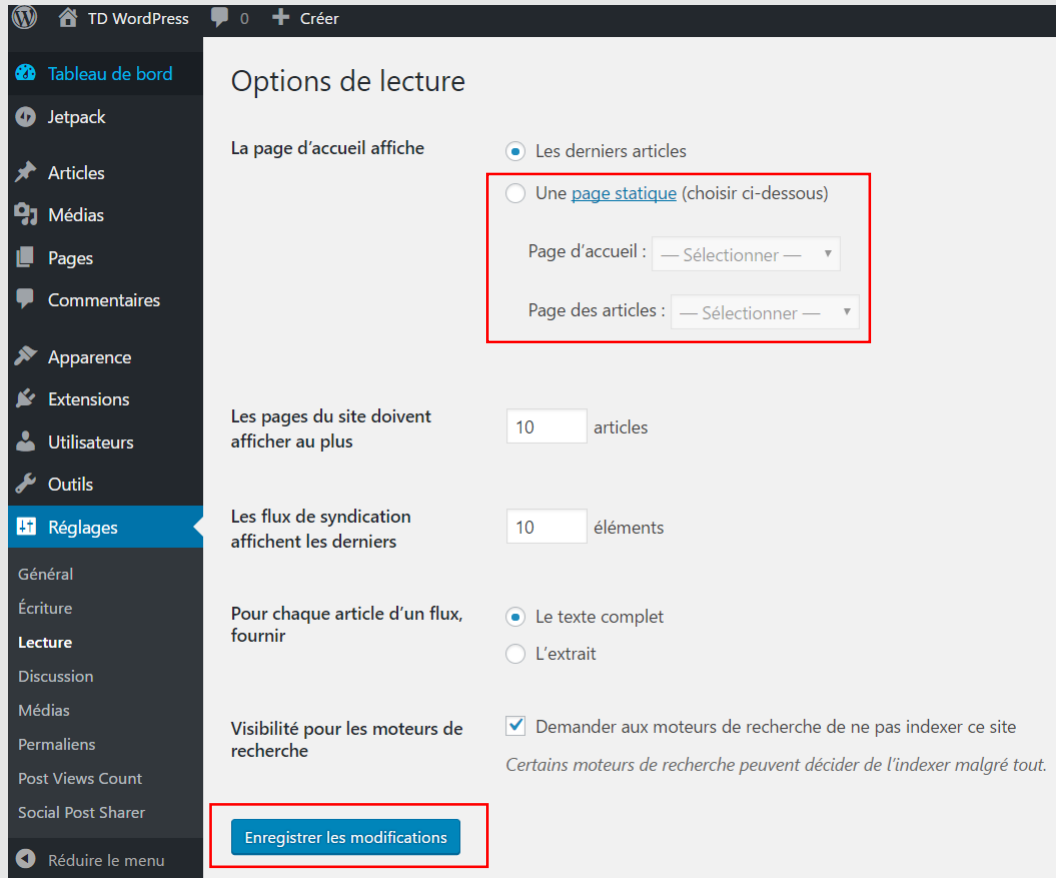 TD WordPress 0 Créer
Tableau de bord
Jetpack
Articles
Médias
Pages
Commentaires
Apparence
Extensions
Utilisateurs
Outils
Réglages
Général
Écriture
Lecture
Discussion
Médias
Permaliens
Post Views Count
Social Post Sharer
Réduire le menu
Options de lecture
La page d’accueil affiche
Les derniers articles
Une page statique (choisir ci-dessous)
Page d’accueil : — Sélectionner —
Page des articles : — Sélectionner —
Les pages du site doivent
afficher au plus
10 articles
Les flux de syndication
affichent les derniers
10 éléments
Pour chaque article d’un flux,
fournir
Le texte complet
L’extrait
Visibilité pour les moteurs de
recherche
Demander aux moteurs de recherche de ne pas indexer ce site
Certains moteurs de recherche peuvent décider de l’indexer malgré tout.
Enregistrer les modifications